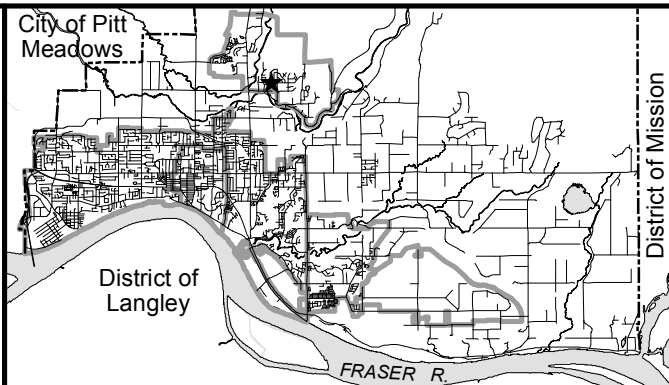 City of Pitt
Meadows
District of Mission
District of
Langley
FRASER R.